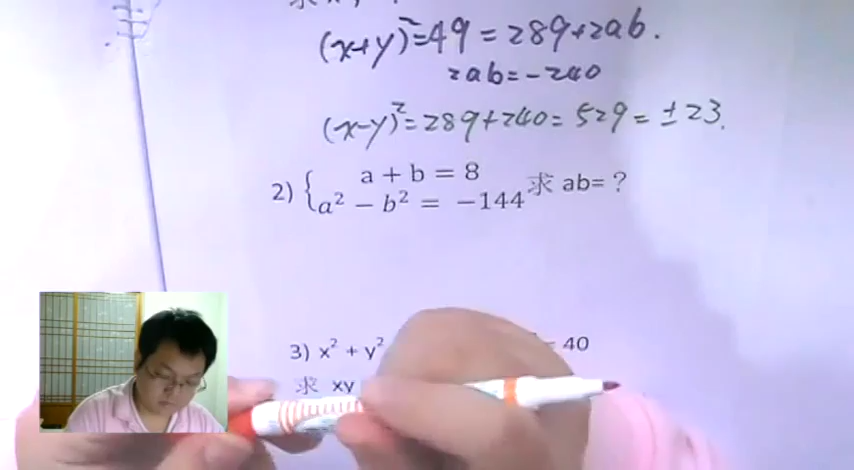 (x+y)²=49=289+2ab.
2ab=-240
(x-y)²=289+240=529=±23.
2) { a + b = 8
a² − b² = −144 求 ab= ?
3) x² + y² = 40
求 xy